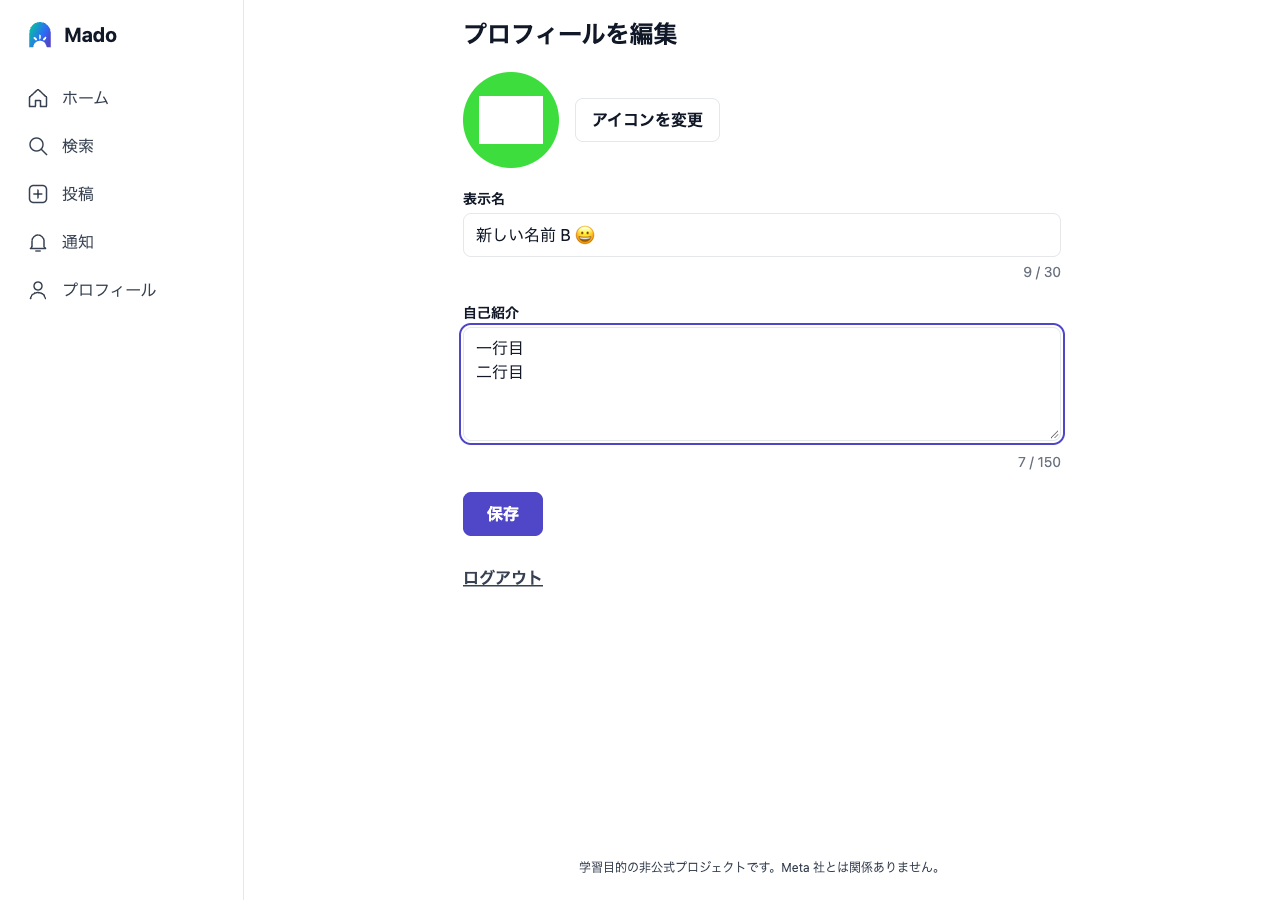 Mado
ホーム
検索
投稿
通知
プロフィール
プロフィールを編集
アイコンを変更
表示名
新しい名前 B 😀
9 / 30
自己紹介
一行目
二行目
7 / 150
保存
ログアウト
学習目的の非公式プロジェクトです。Meta 社とは関係ありません。